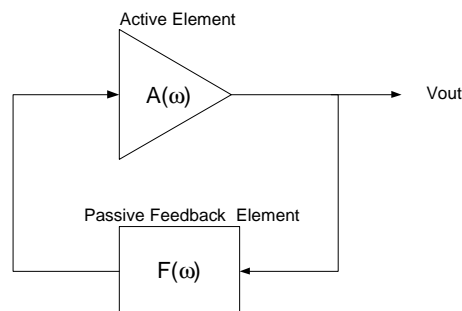 Active Element
A(ω)
Vout
Passive Feedback Element
F(ω)